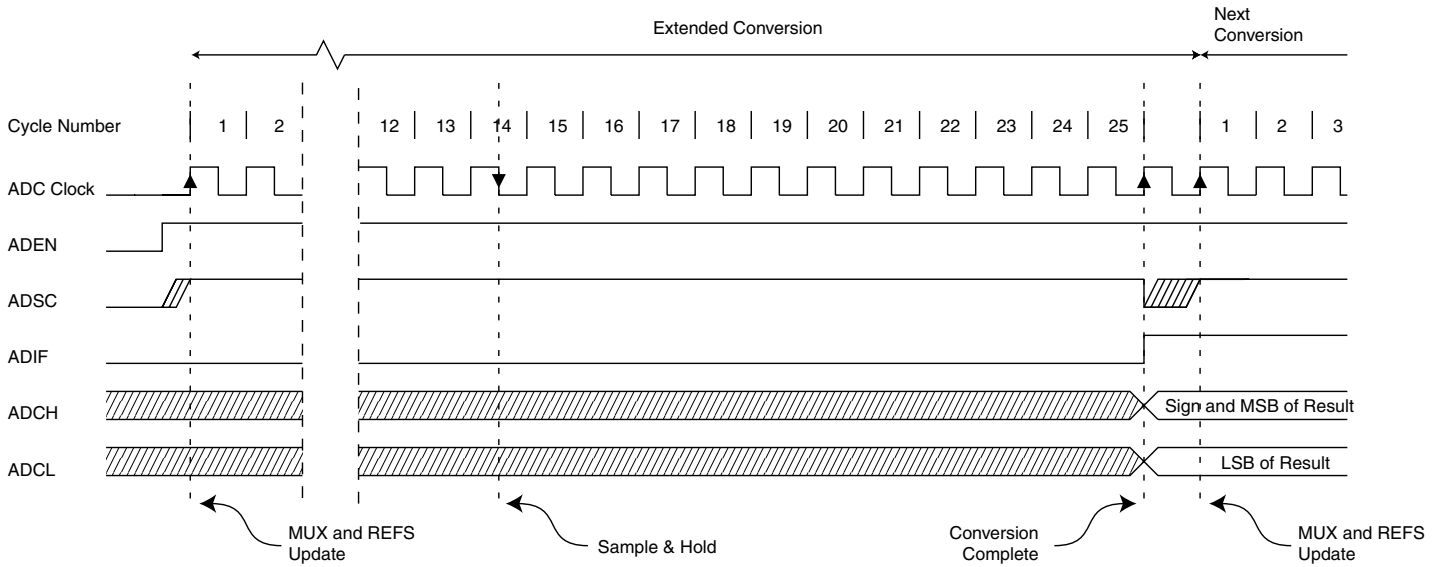 Extended Conversion
Next
Conversion
Cycle Number 1 2 12 13 14 15 16 17 18 19 20 21 22 23 24 25 1 2 3
ADC Clock
ADEN
ADSC
ADIF
ADCH
Sign and MSB of Result
ADCL
LSB of Result
MUX and REFS
Update
Sample & Hold
Conversion
Complete
MUX and REFS
Update